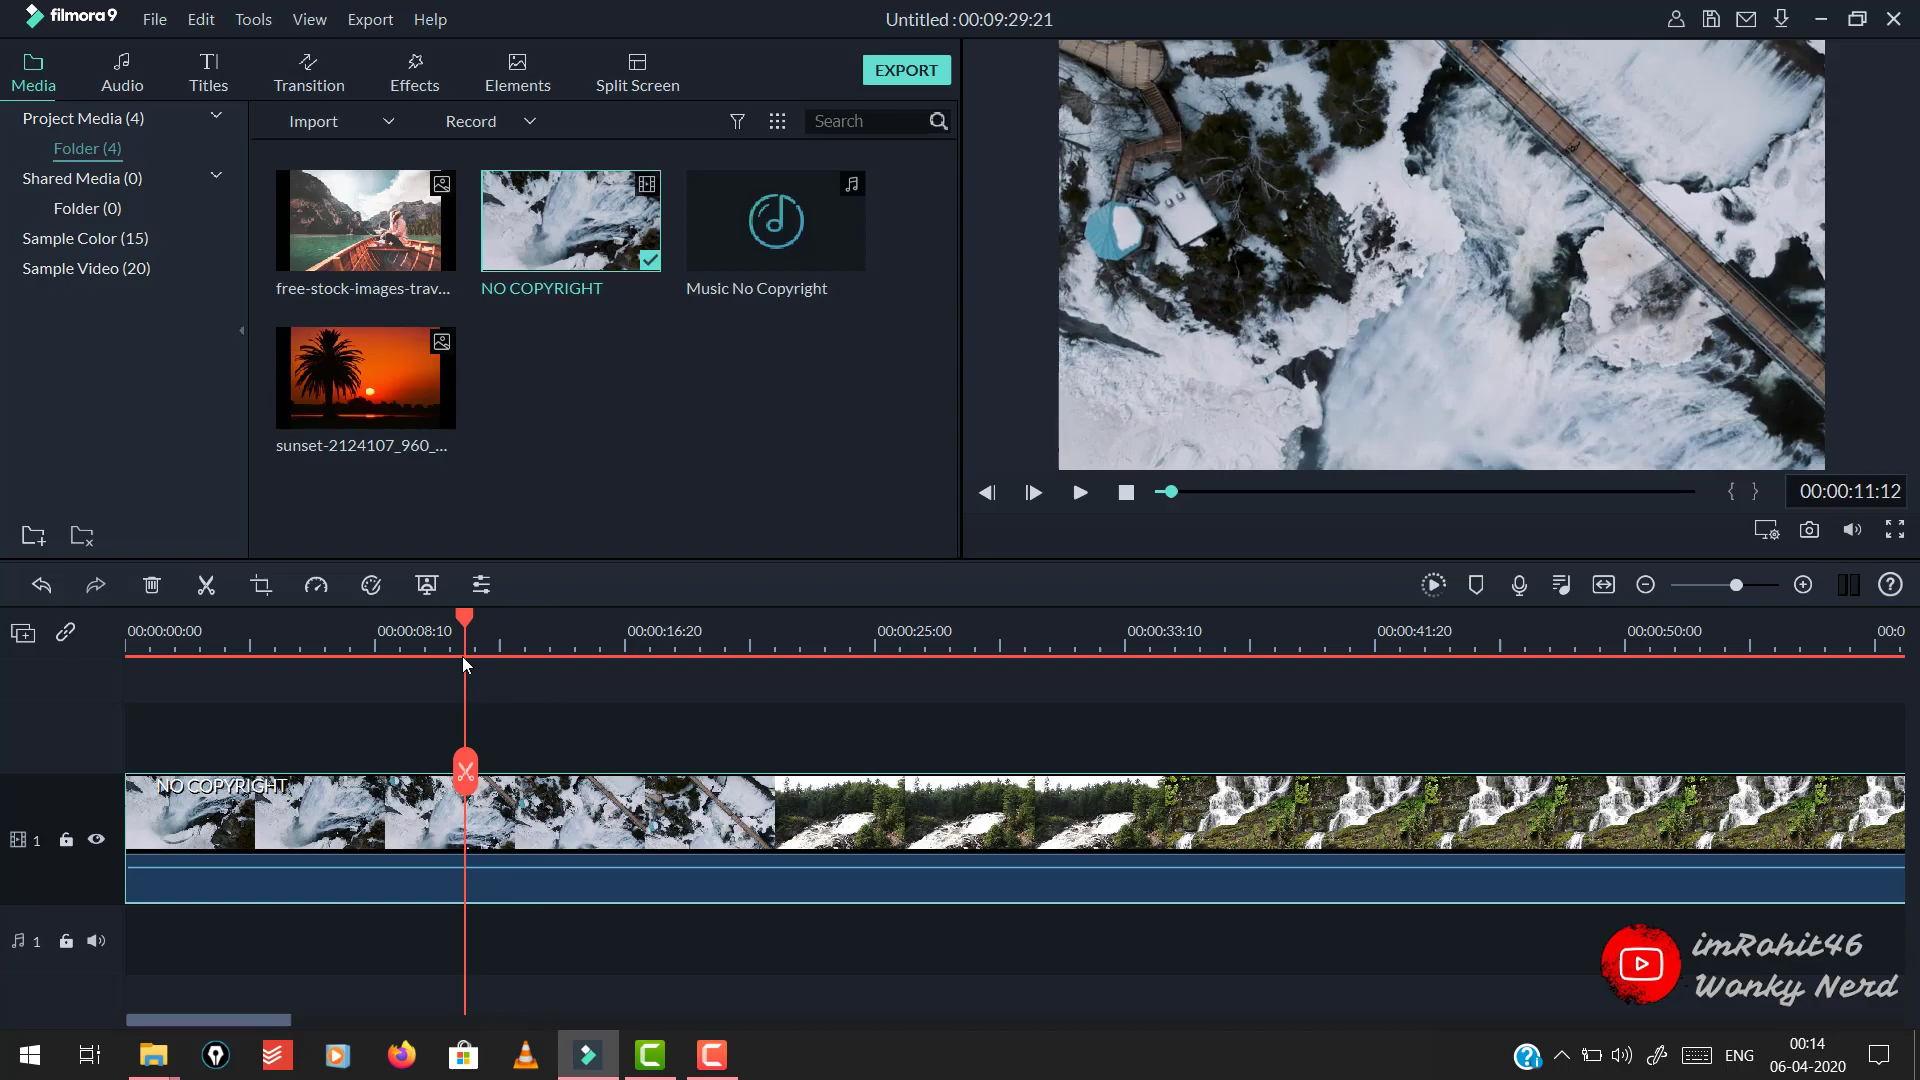 filmora9 File Edit Tools View Export Help Untitled : 00:09:29:21
Media Audio Titles Transition Effects Elements Split Screen EXPORT
Project Media (4)
Folder (4)
Shared Media (0)
Folder (0)
Sample Color (15)
Sample Video (20)
Import Record Search
free-stock-images-trav... NO COPYRIGHT Music No Copyright
sunset-2124107_960_...
00:00:11:12
00:00:00:00 00:00:08:10 00:00:16:20 00:00:25:00 00:00:33:10 00:00:41:20 00:00:50:00 00:0
NO COPYRIGHT
1
1
imRohit46
Wonky Nerd
ENG
00:14
06-04-2020